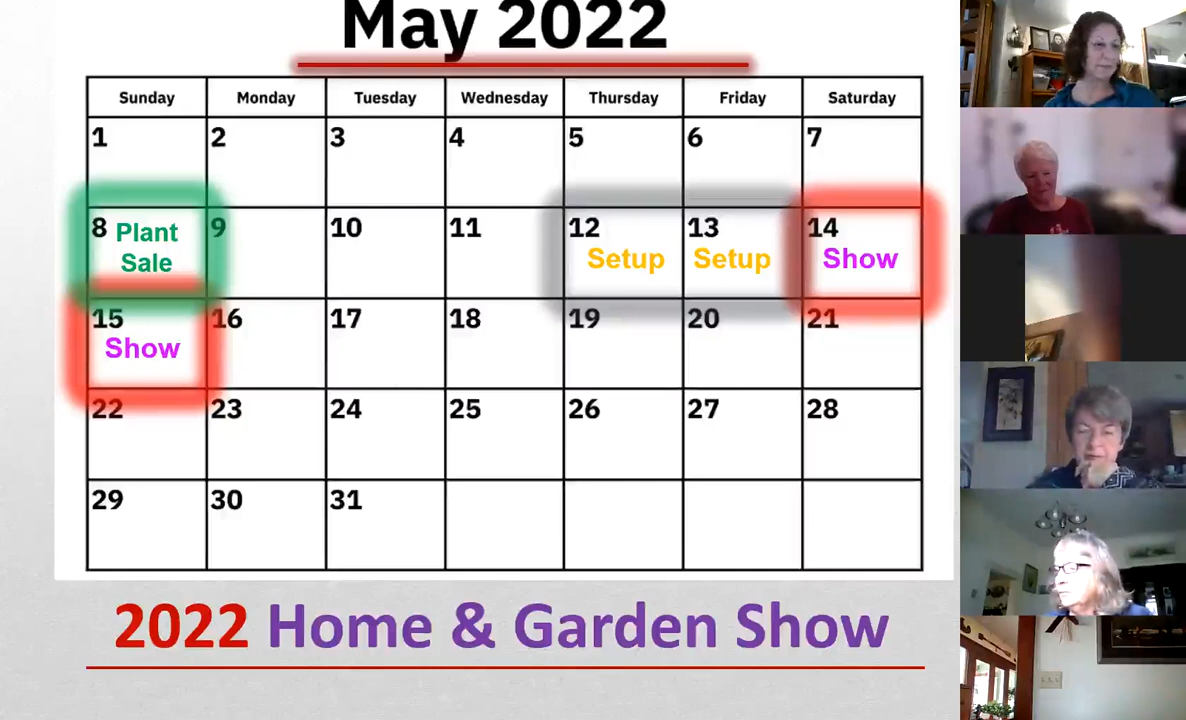 May 2022
Sunday Monday Tuesday Wednesday Thursday Friday Saturday
1 2 3 4 5 6 7
8 Plant Sale 9 10 11 12 Setup 13 Setup 14 Show
15 Show 16 17 18 19 20 21
22 23 24 25 26 27 28
29 30 31
2022 Home & Garden Show